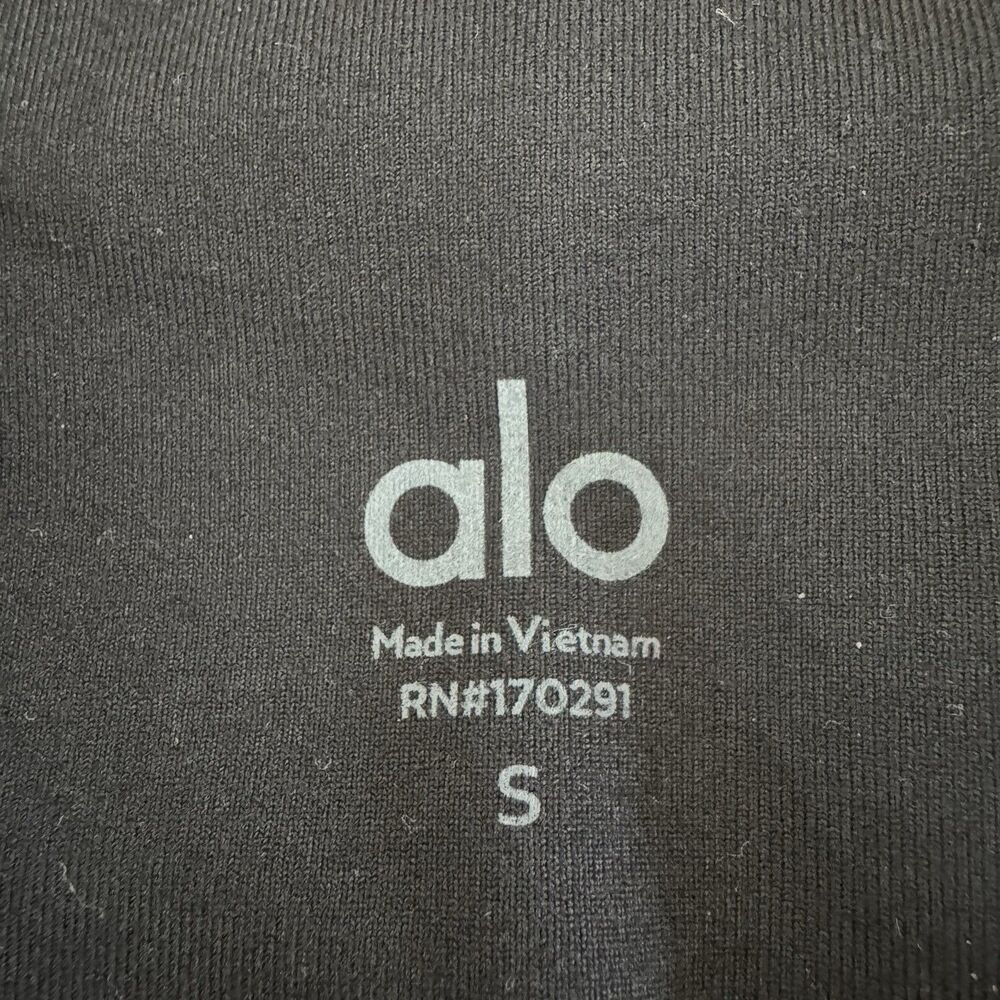 alo
Made in Vietnam
RN#170291
S